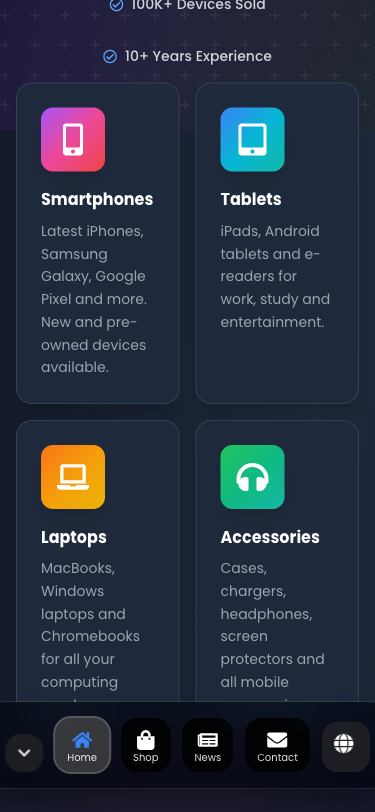 100K+ Devices Sold
10+ Years Experience
Smartphones
Latest iPhones,
Samsung
Galaxy, Google
Pixel and more.
New and pre-
owned devices
available.
Tablets
iPads, Android
tablets and e-
readers for
work, study and
entertainment.
Laptops
MacBooks,
Windows
laptops and
Chromebooks
for all your
computing
Accessories
Cases,
chargers,
headphones,
screen
protectors and
all mobile
Home
Shop
News
Contact